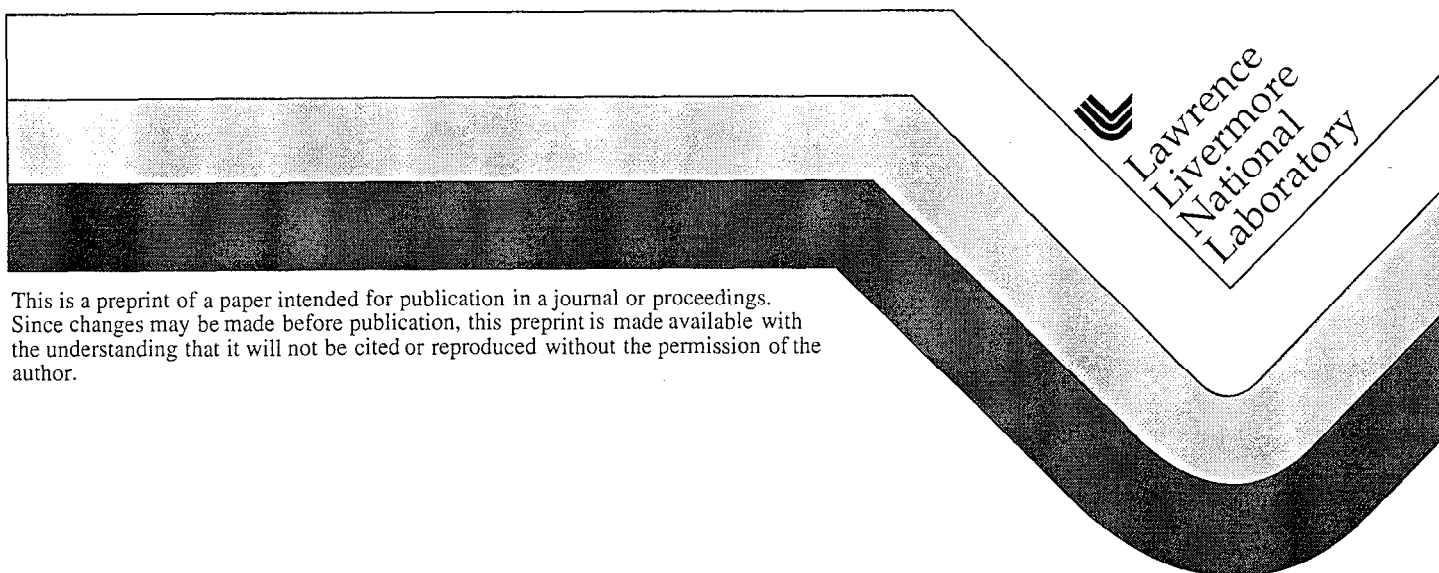 Lawrence
Livermore
National
Laboratory
This is a preprint of a paper intended for publication in a journal or proceedings.
Since changes may be made before publication, this preprint is made available with
the understanding that it will not be cited or reproduced without the permission of the
author.